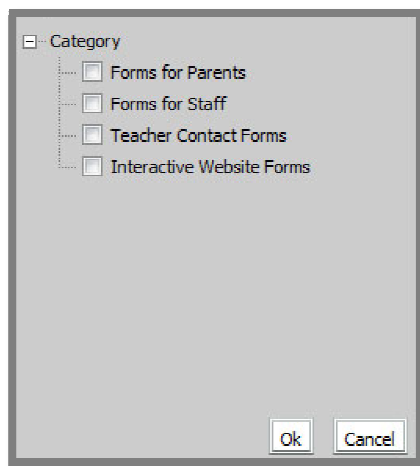 Category
Forms for Parents
Forms for Staff
Teacher Contact Forms
Interactive Website Forms
Ok Cancel